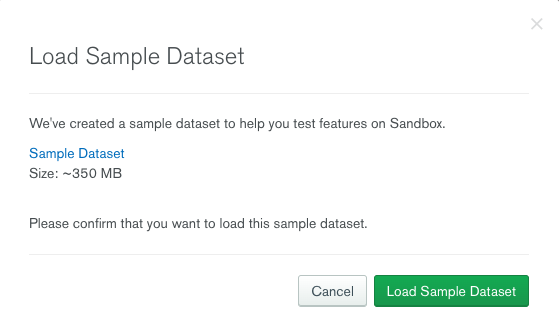 Load Sample Dataset
We've created a sample dataset to help you test features on Sandbox.
Sample Dataset
Size: ~350 MB
Please confirm that you want to load this sample dataset.
Cancel
Load Sample Dataset